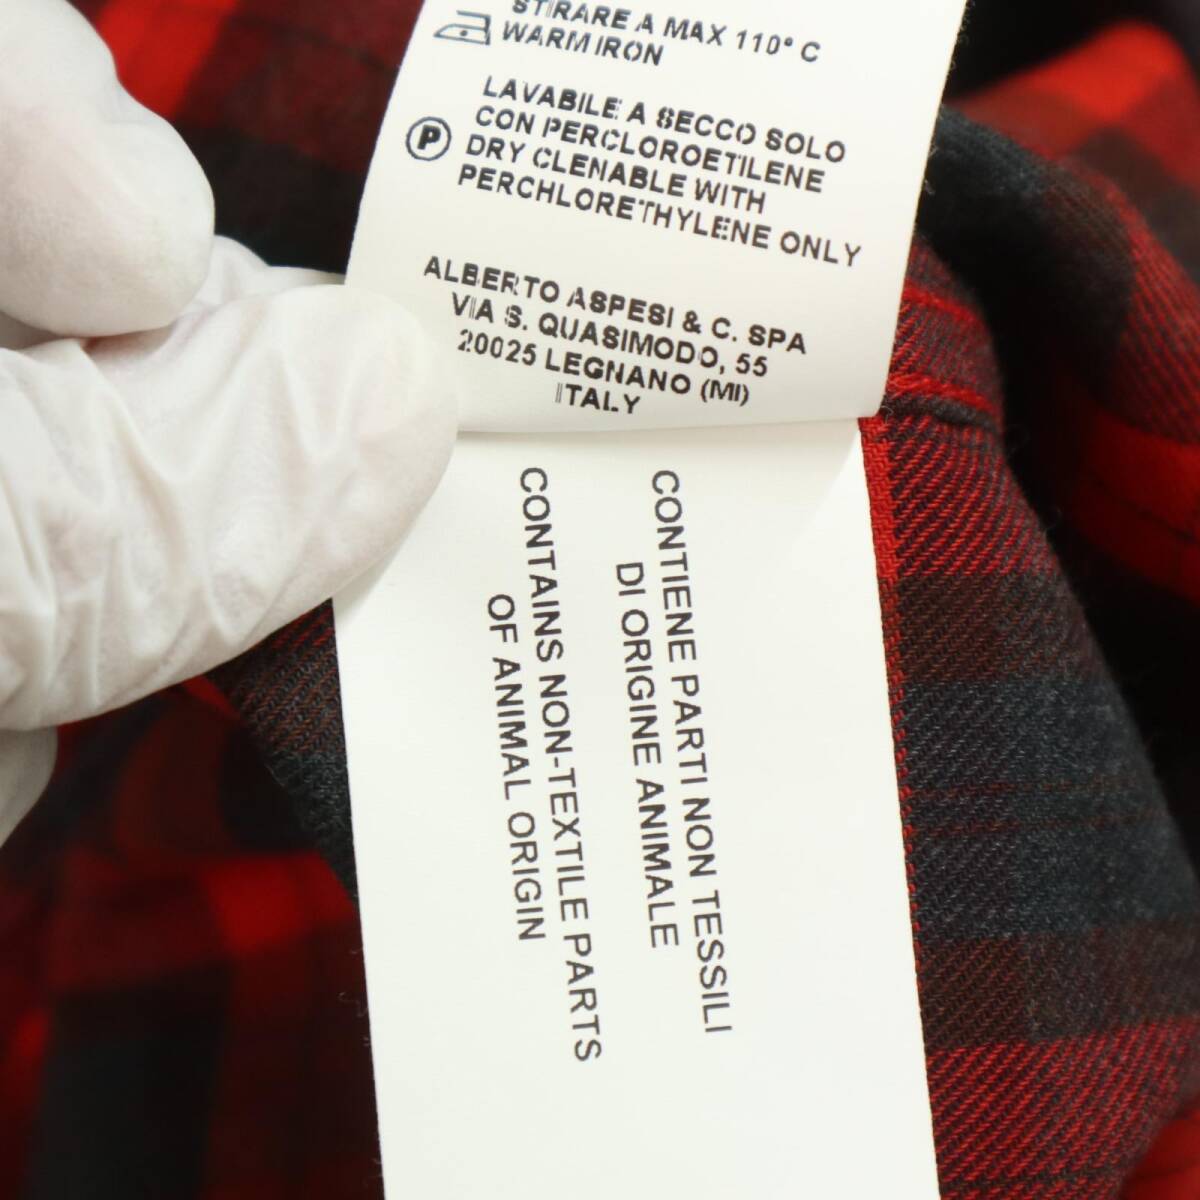 STIRARE A MAX 110° C
WARM IRON
LAVABILE A SECCO SOLO
CON PERCLOROETILENE
DRY CLENABLE WITH
PERCHLORETHYLENE ONLY
P
ALBERTO ASPESI & C. SPA
VIA S. QUASIMODO, 55
20025 LEGNANO (MI)
ITALY
CONTIENE PARTI NON TESSILI
DI ORIGINE ANIMALE
CONTAINS NON-TEXTILE PARTS
OF ANIMAL ORIGIN